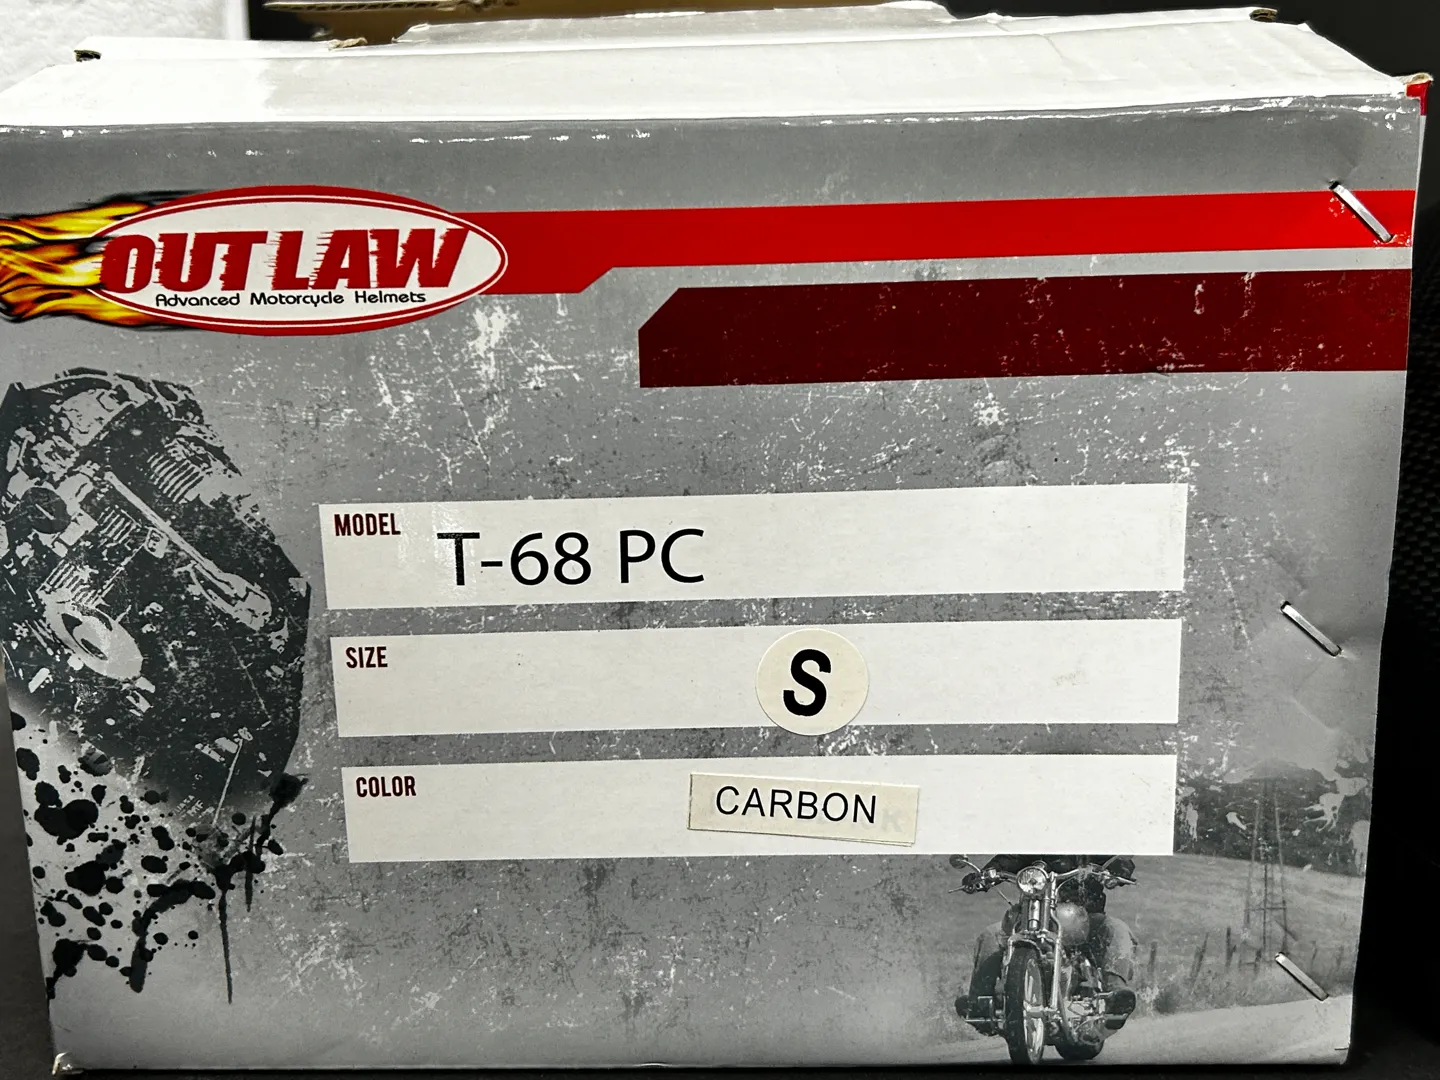 OUTLAW
Advanced Motorcycle Helmets
MODEL
T-68 PC
SIZE
S
COLOR
CARBON